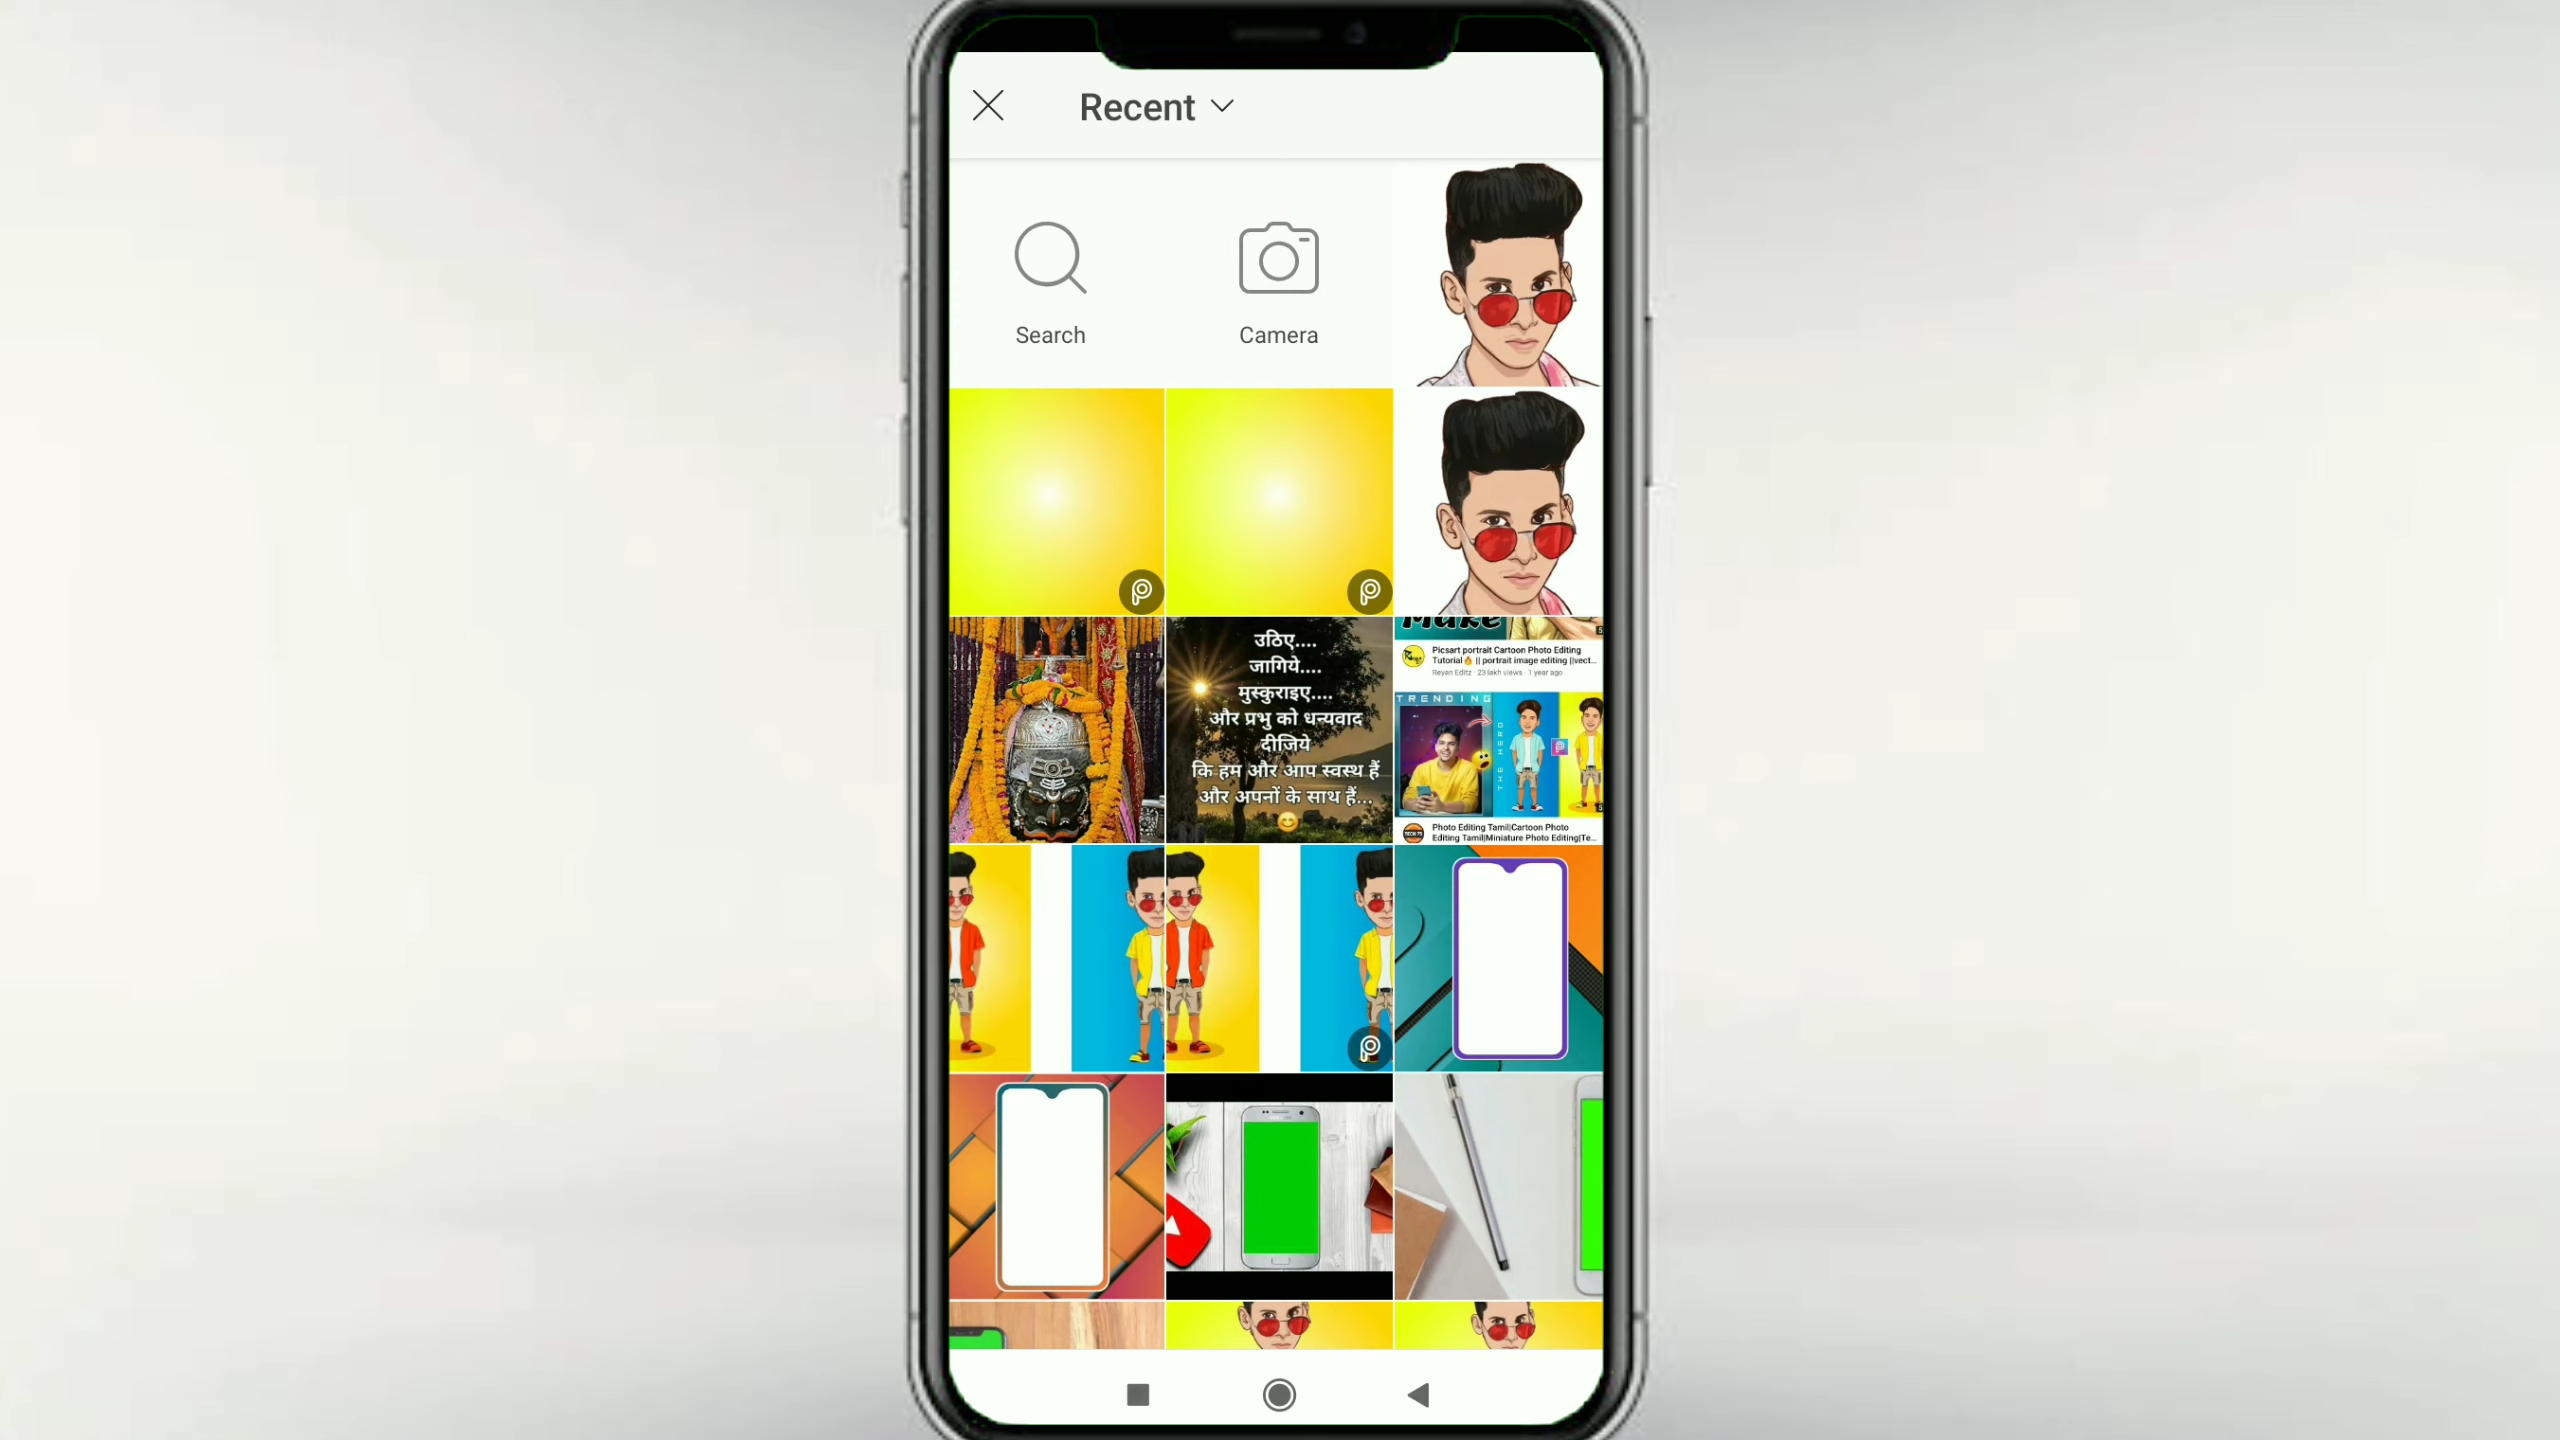 Recent
Search
Camera
Make
उठिए....
जागिये....
मुस्कुराइए....
और प्रभु को धन्यवाद
दीजिये
कि हम और आप स्वस्थ हैं
और अपनों के साथ हैं...
Picsart portrait Cartoon Photo Editing
Tutorial🔥 || portrait image editing ||vect...
Reyan Editz · 23 lakh views · 1 year ago
TRENDING
THE HERO
Photo Editing Tamil|Cartoon Photo
Editing Tamil|Miniature Photo Editing|Te...